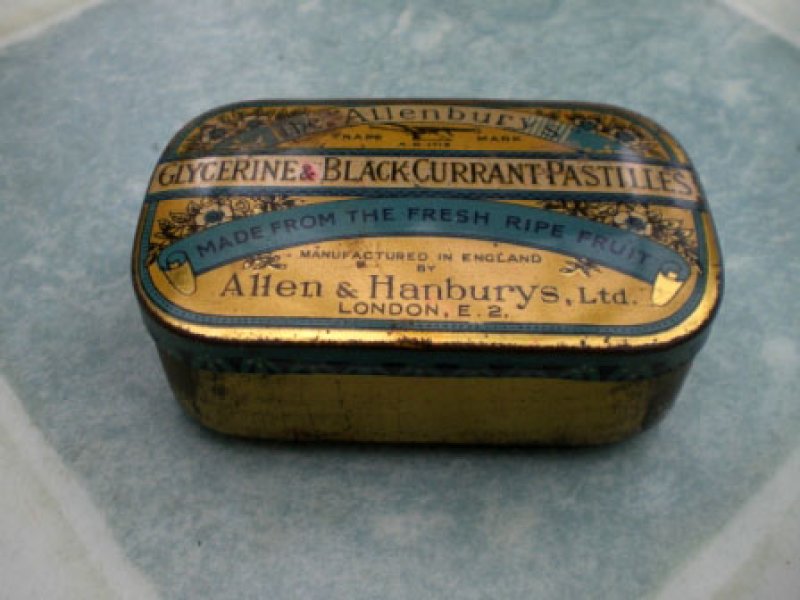 The Allenburys
TRADE MARK
GLYCERINE & BLACK CURRANT PASTILLES
MADE FROM THE FRESH RIPE FRUIT
MANUFACTURED IN ENGLAND
BY
Allen & Hanburys, Ltd.
LONDON, E. 2.